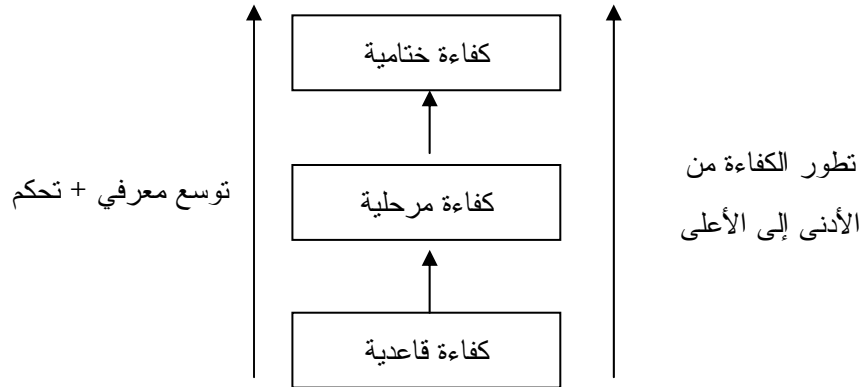 كفاءة ختامية
تطور الكفاءة من
الأدنى إلى الأعلى
كفاءة مرحلية
توسع معرفي + تحكم
كفاءة قاعدية